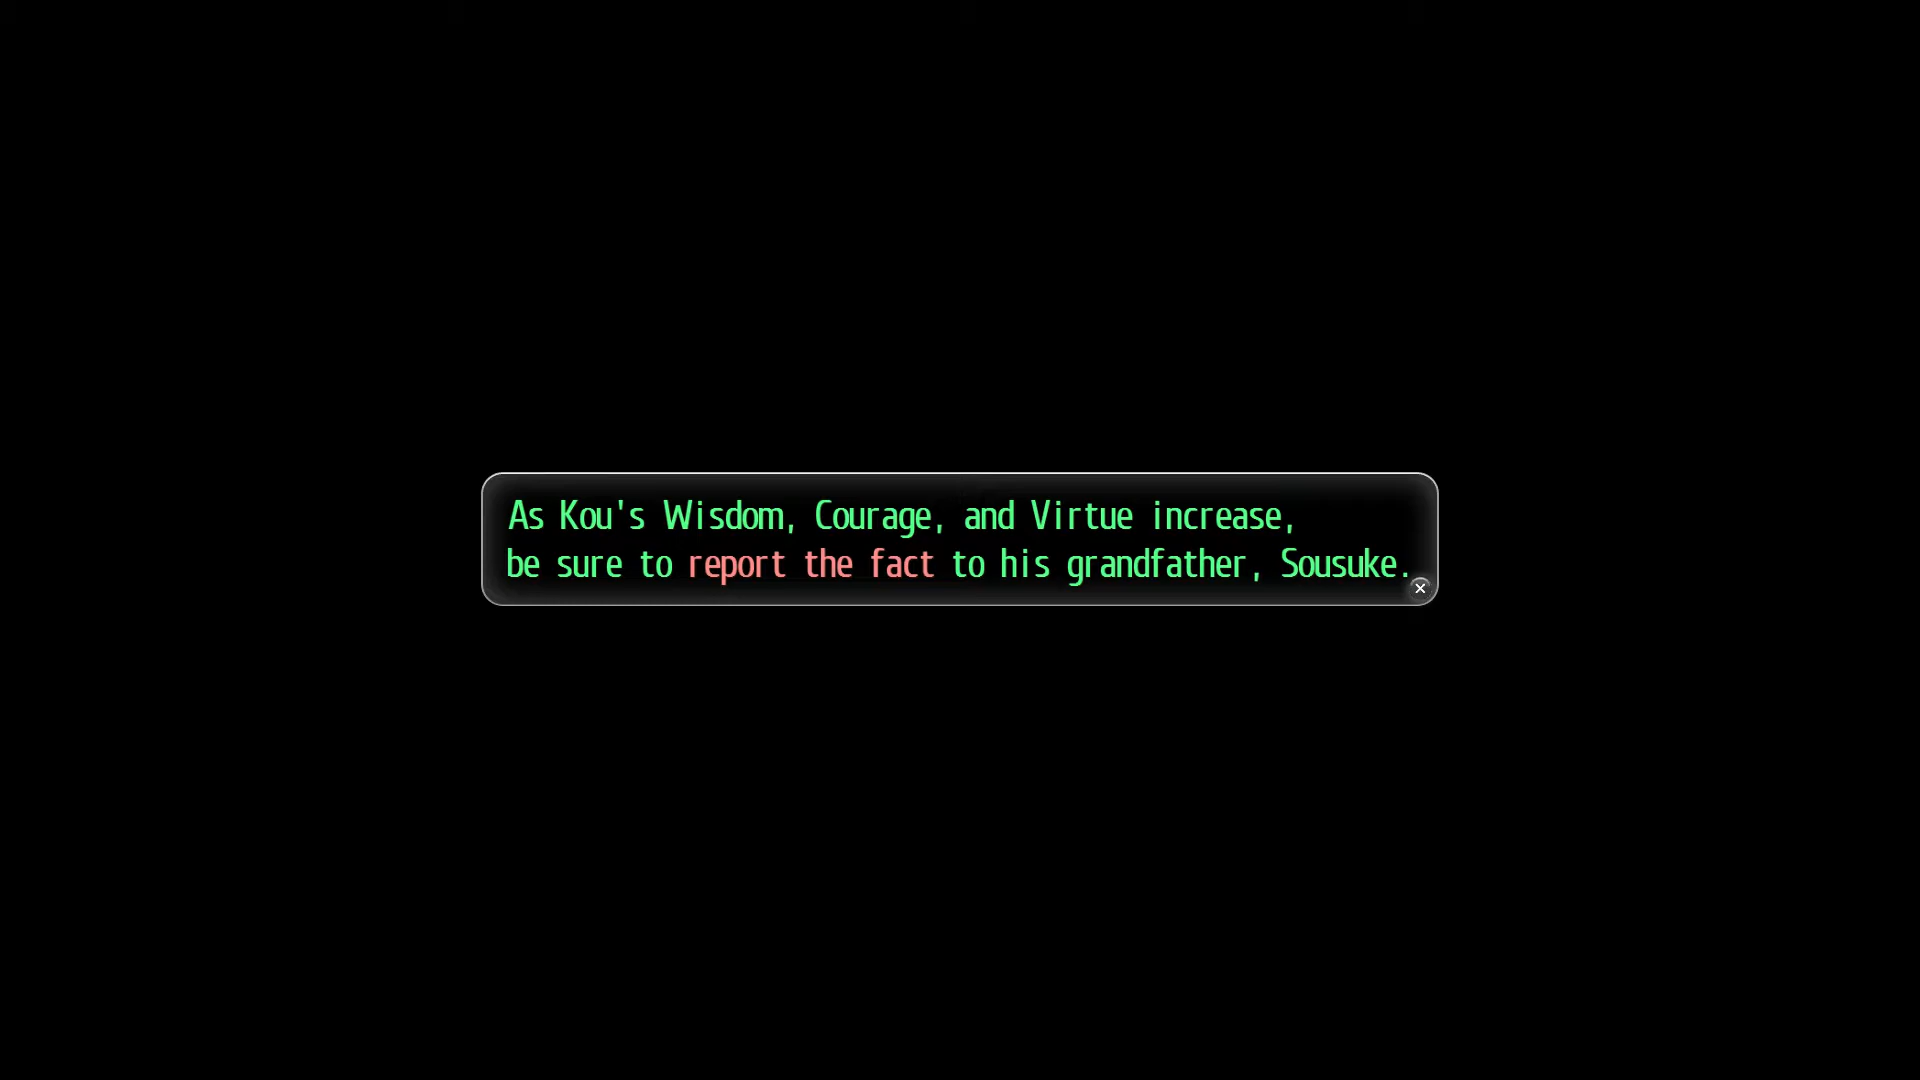 As Kou's Wisdom, Courage, and Virtue increase,
be sure to report the fact to his grandfather, Sousuke.